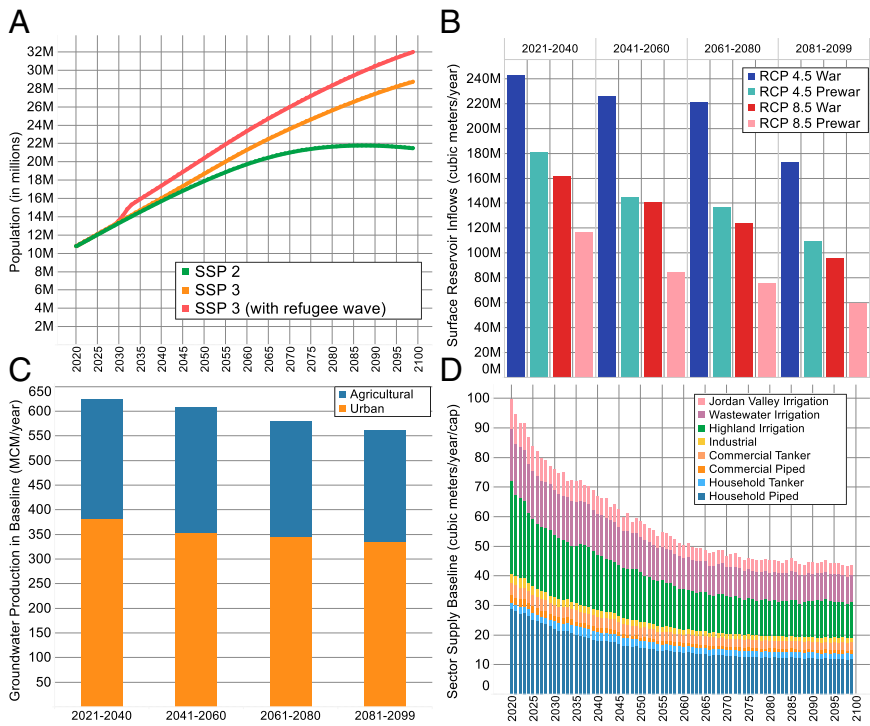 A
Population (in millions)
32M
30M
28M
26M
24M
22M
20M
18M
16M
14M
12M
10M
8M
6M
4M
2M
SSP 2
SSP 3
SSP 3 (with refugee wave)
2020
2025
2030
2035
2040
2045
2050
2055
2060
2065
2070
2075
2080
2085
2090
2095
2100
B
Surface Reservoir Inflows (cubic meters/year)
2021-2040
2041-2060
2061-2080
2081-2099
240M
220M
200M
180M
160M
140M
120M
100M
80M
60M
40M
20M
0M
RCP 4.5 War
RCP 4.5 Prewar
RCP 8.5 War
RCP 8.5 Prewar
C
Groundwater Production in Baseline (MCM/year)
650
600
550
500
450
400
350
300
250
200
150
100
50
Agricultural
Urban
2021-2040
2041-2060
2061-2080
2081-2099
D
Sector Supply Baseline (cubic meters/year/cap)
100
90
80
70
60
50
40
30
20
10
0
Jordan Valley Irrigation
Wastewater Irrigation
Highland Irrigation
Industrial
Commercial Tanker
Commercial Piped
Household Tanker
Household Piped
2020
2025
2030
2035
2040
2045
2050
2055
2060
2065
2070
2075
2080
2085
2090
2095
2100